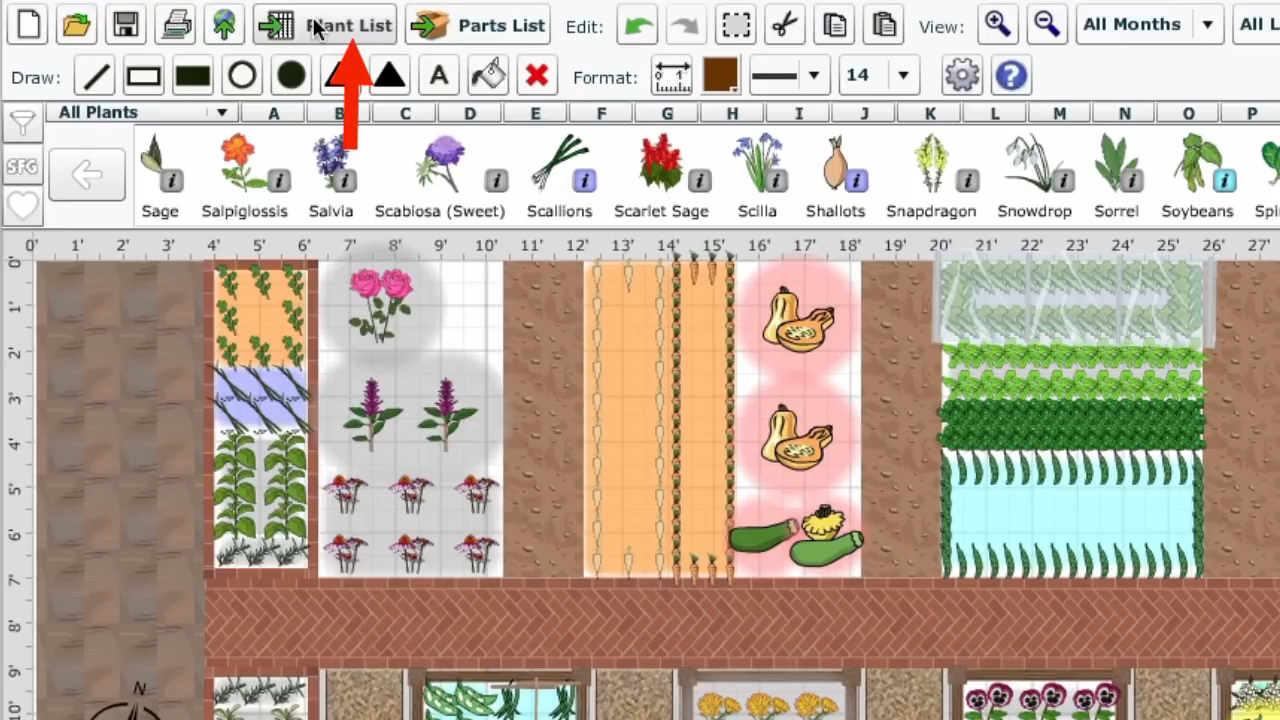 Plant List Parts List Edit: View: All Months All L
Draw: A Format: 0 1 14 ?
All Plants A B C D E F G H I J K L M N O P
SFG
i i i i i i i i i i i i
Sage Salpiglossis Salvia Scabiosa (Sweet) Scallions Scarlet Sage Scilla Shallots Snapdragon Snowdrop Sorrel Soybeans
0' 1' 2' 3' 4' 5' 6' 7' 8' 9' 10' 11' 12' 13' 14' 15' 16' 17' 18' 19' 20' 21' 22' 23' 24' 25' 26' 27'
0'
1'
2'
3'
4'
5'
6'
7'
8'
9'
10'
N